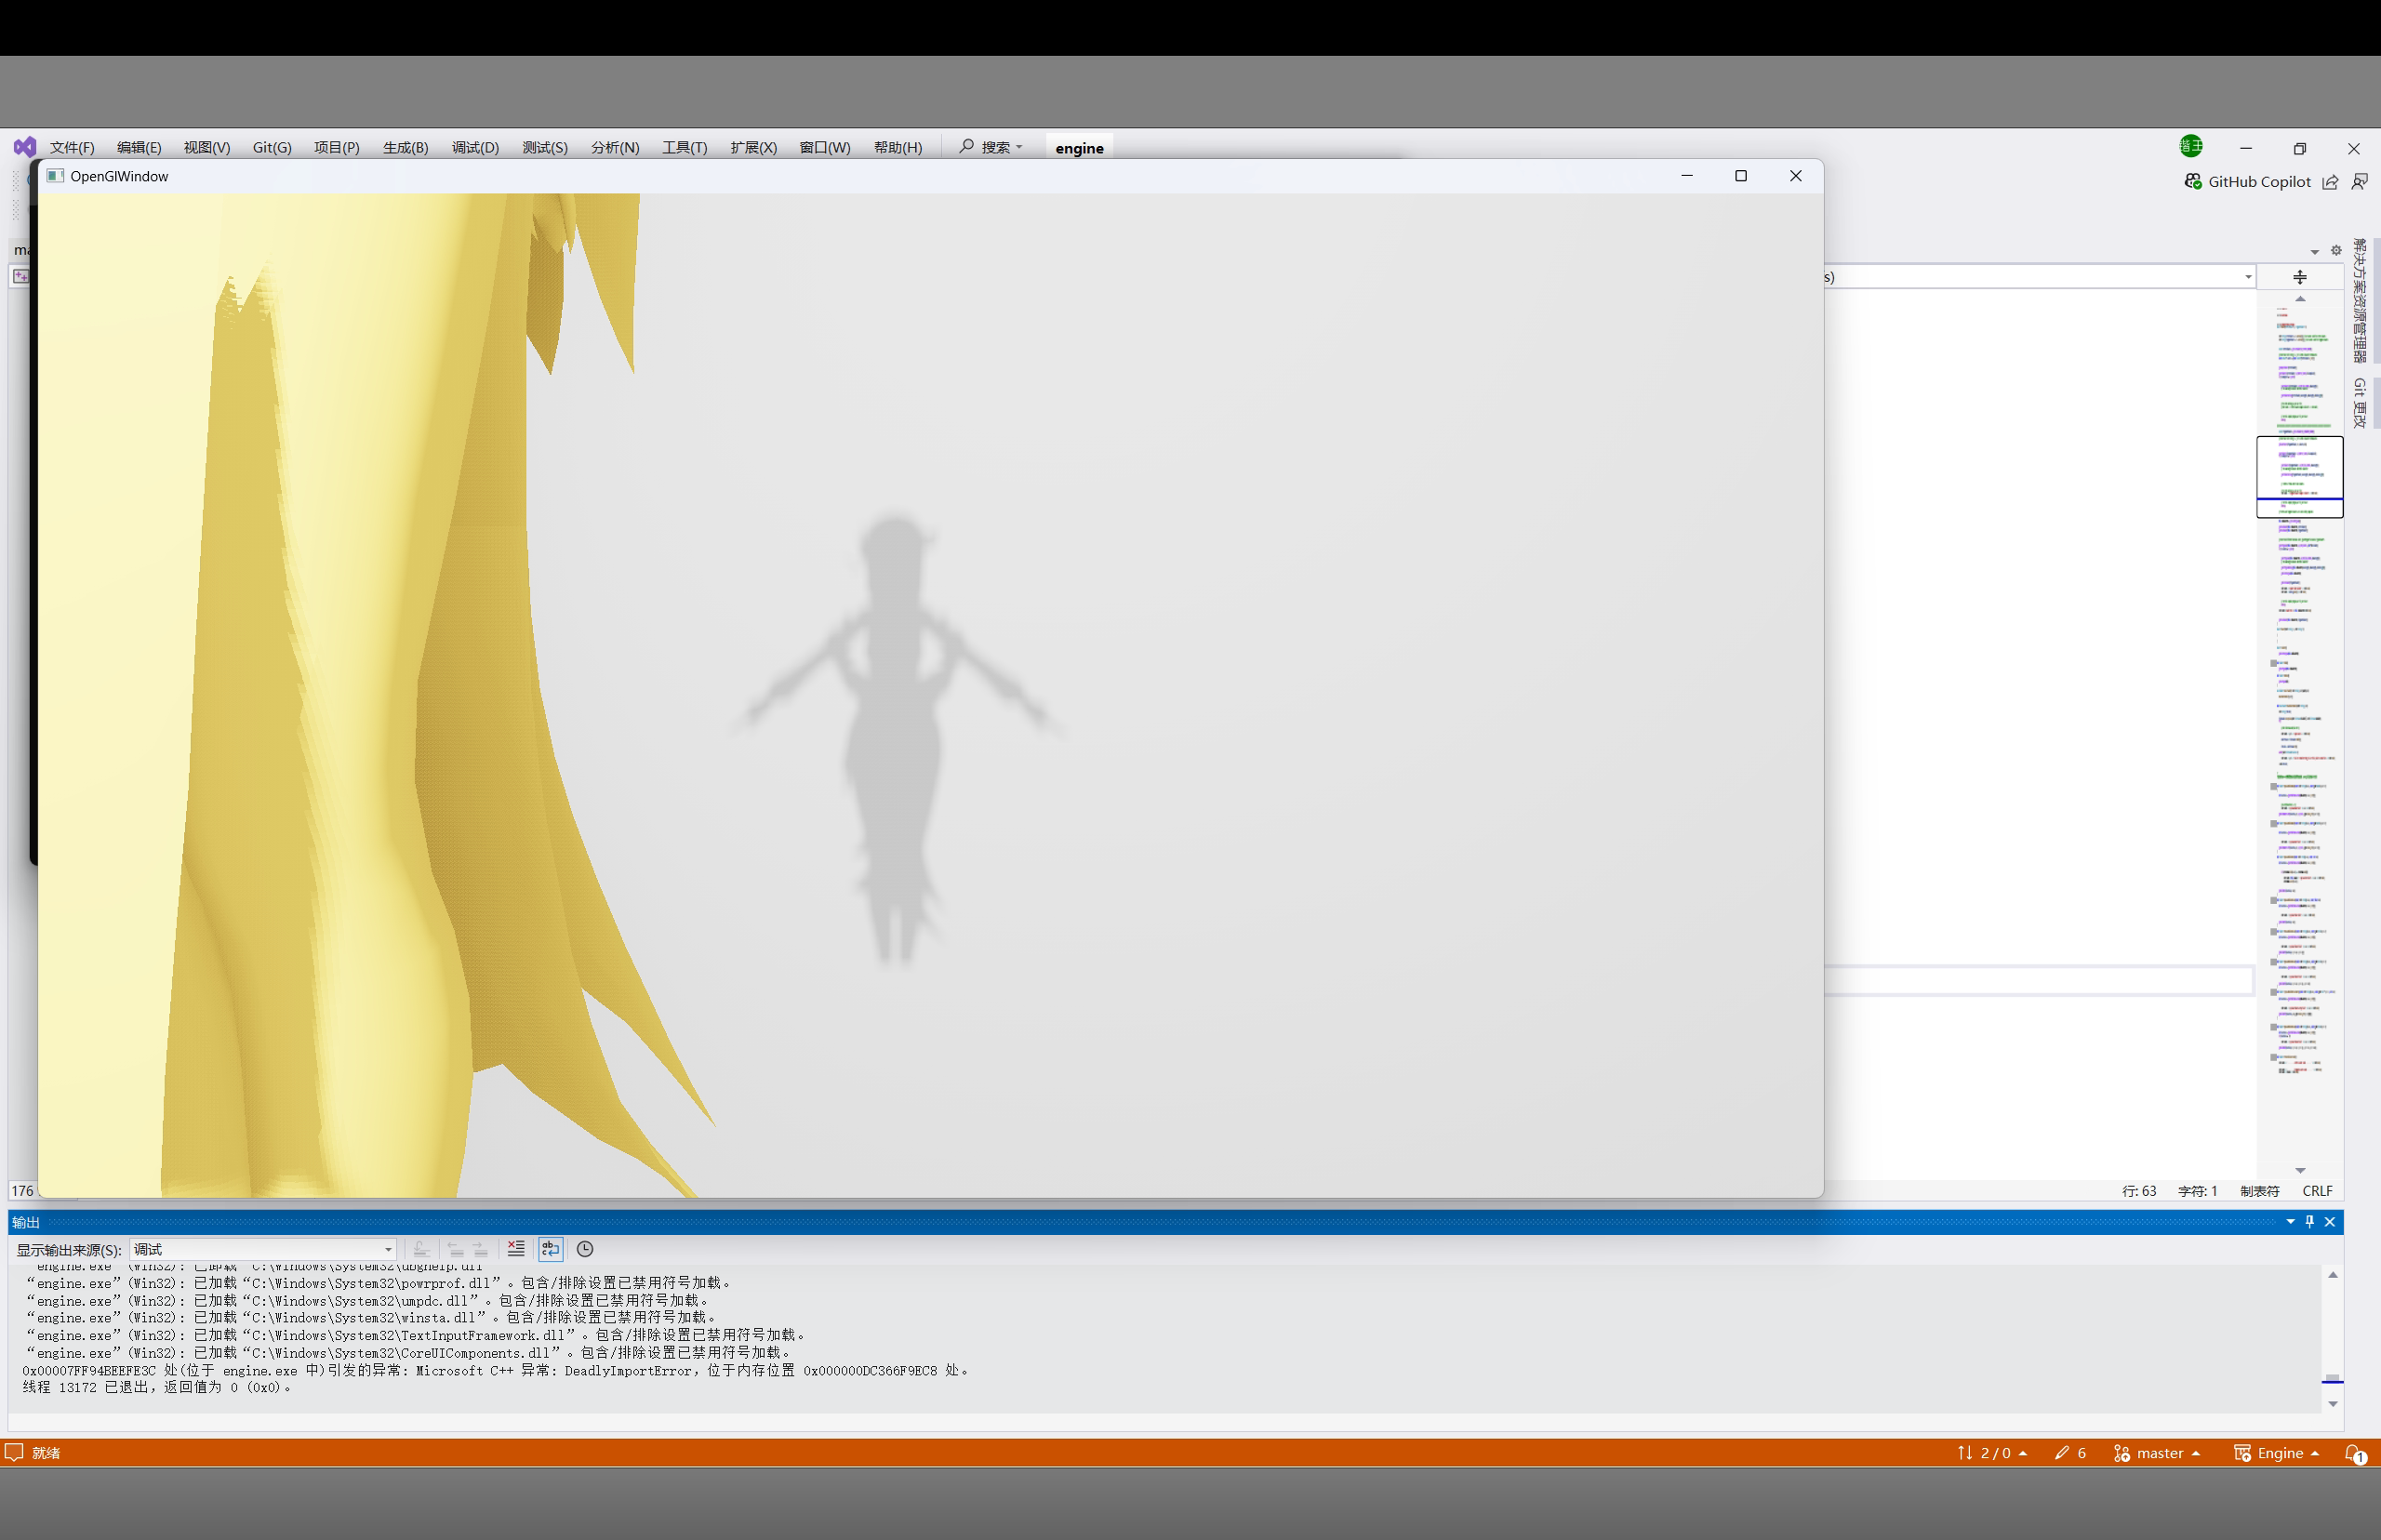 文件(F) 编辑(E) 视图(V) Git(G) 项目(P) 生成(B) 调试(D) 测试(S) 分析(N) 工具(T) 扩展(X) 窗口(W) 帮助(H) 搜索 engine
OpenGlWindow
GitHub Copilot
ma
s)
解决方案资源管理器
Git 更改
176
行: 63 字符: 1 制表符 CRLF
输出
显示输出来源(S): 调试
“engine.exe”(Win32): 已卸载“C:\Windows\System32\dbghelp.dll”
“engine.exe”(Win32): 已加载“C:\Windows\System32\powrprof.dll”。包含/排除设置已禁用符号加载。
“engine.exe”(Win32): 已加载“C:\Windows\System32\umpdc.dll”。包含/排除设置已禁用符号加载。
“engine.exe”(Win32): 已加载“C:\Windows\System32\winsta.dll”。包含/排除设置已禁用符号加载。
“engine.exe”(Win32): 已加载“C:\Windows\System32\TextInputFramework.dll”。包含/排除设置已禁用符号加载。
“engine.exe”(Win32): 已加载“C:\Windows\System32\CoreUIComponents.dll”。包含/排除设置已禁用符号加载。
0x00007FF94BEEFE3C 处(位于 engine.exe 中)引发的异常: Microsoft C++ 异常: DeadlyImportError，位于内存位置 0x000000DC366F9EC8 处。
线程 13172 已退出，返回值为 0 (0x0)。
就绪
2 / 0 6 master Engine 1